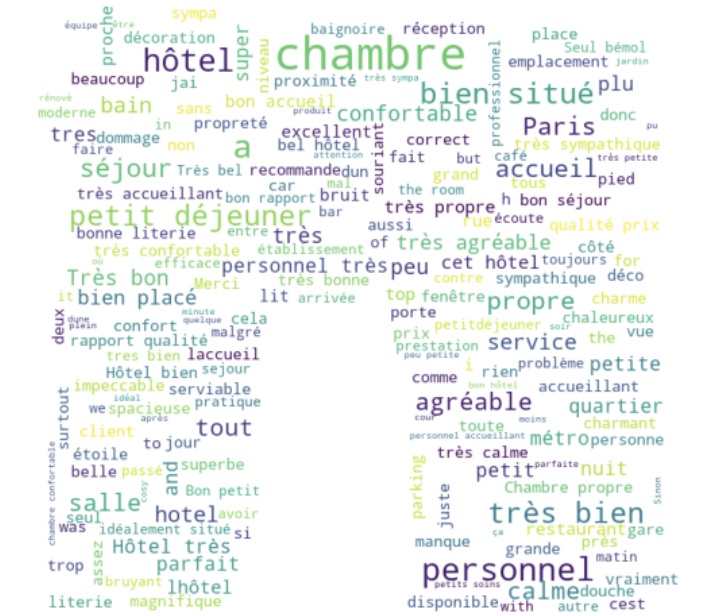 sympa
équipe être
proche
décoration
super
baignoire réception
place
Seul bémol
hôtel
chambre
emplacement jardin
beaucoup jai
niveau
proximité très sympa
professionnel
bien situé plu
rénové
moderne bain sans bon accueil
produit
confortable donc
tres dommage in propreté excellent
souriant
Paris pu
faire non a bel hôtel
correct
très sympathique
attention
fait but café
accueil très petite
séjour Très bel recommande dun
grand tous pied
très accueillant car mal
bon rapport bruit
the room
h bon séjour
petit déjeuner bar
très propre
rue écoute
bonne literie entre très
aussi
qualité prix
très confortable établissement
of très agréable côté
où efficace personnel très peu cet hôtel toujours for
Très bon Merci très bonne
contre sympathique déco
it bien placé lit arrivée
top fenêtre propre charme
deux dune plein
minute quelque
confort cela
porte
petitdéjeuner soir
chaleureux
rapport qualité malgré
prix
prestation
service the vue
tres bien laccueil
peu petite
i rien problème petite
Hôtel bien sejour
comme
bon hôtel
accueillant
impeccable serviable
idéal
surtout
we spacieuse pratique
agréable quartier
après
cour moins
toute charmant
client tout
personnel accueillant métro personne
to jour
étoile
très calme
belle passé and superbe
parking
petit parfaite nuit
chambre confortable
cosy
Bon petit
Chambre propre
Sinon
salle
seul hotel avoir
juste
très bien
was idéalement situé si
ça restaurant gare
Hôtel très
manque près
grande matin
trop assez parfait
personnel
bruyant lhôtel
petits soins calme douche vraiment
literie magnifique
disponible with autre cest